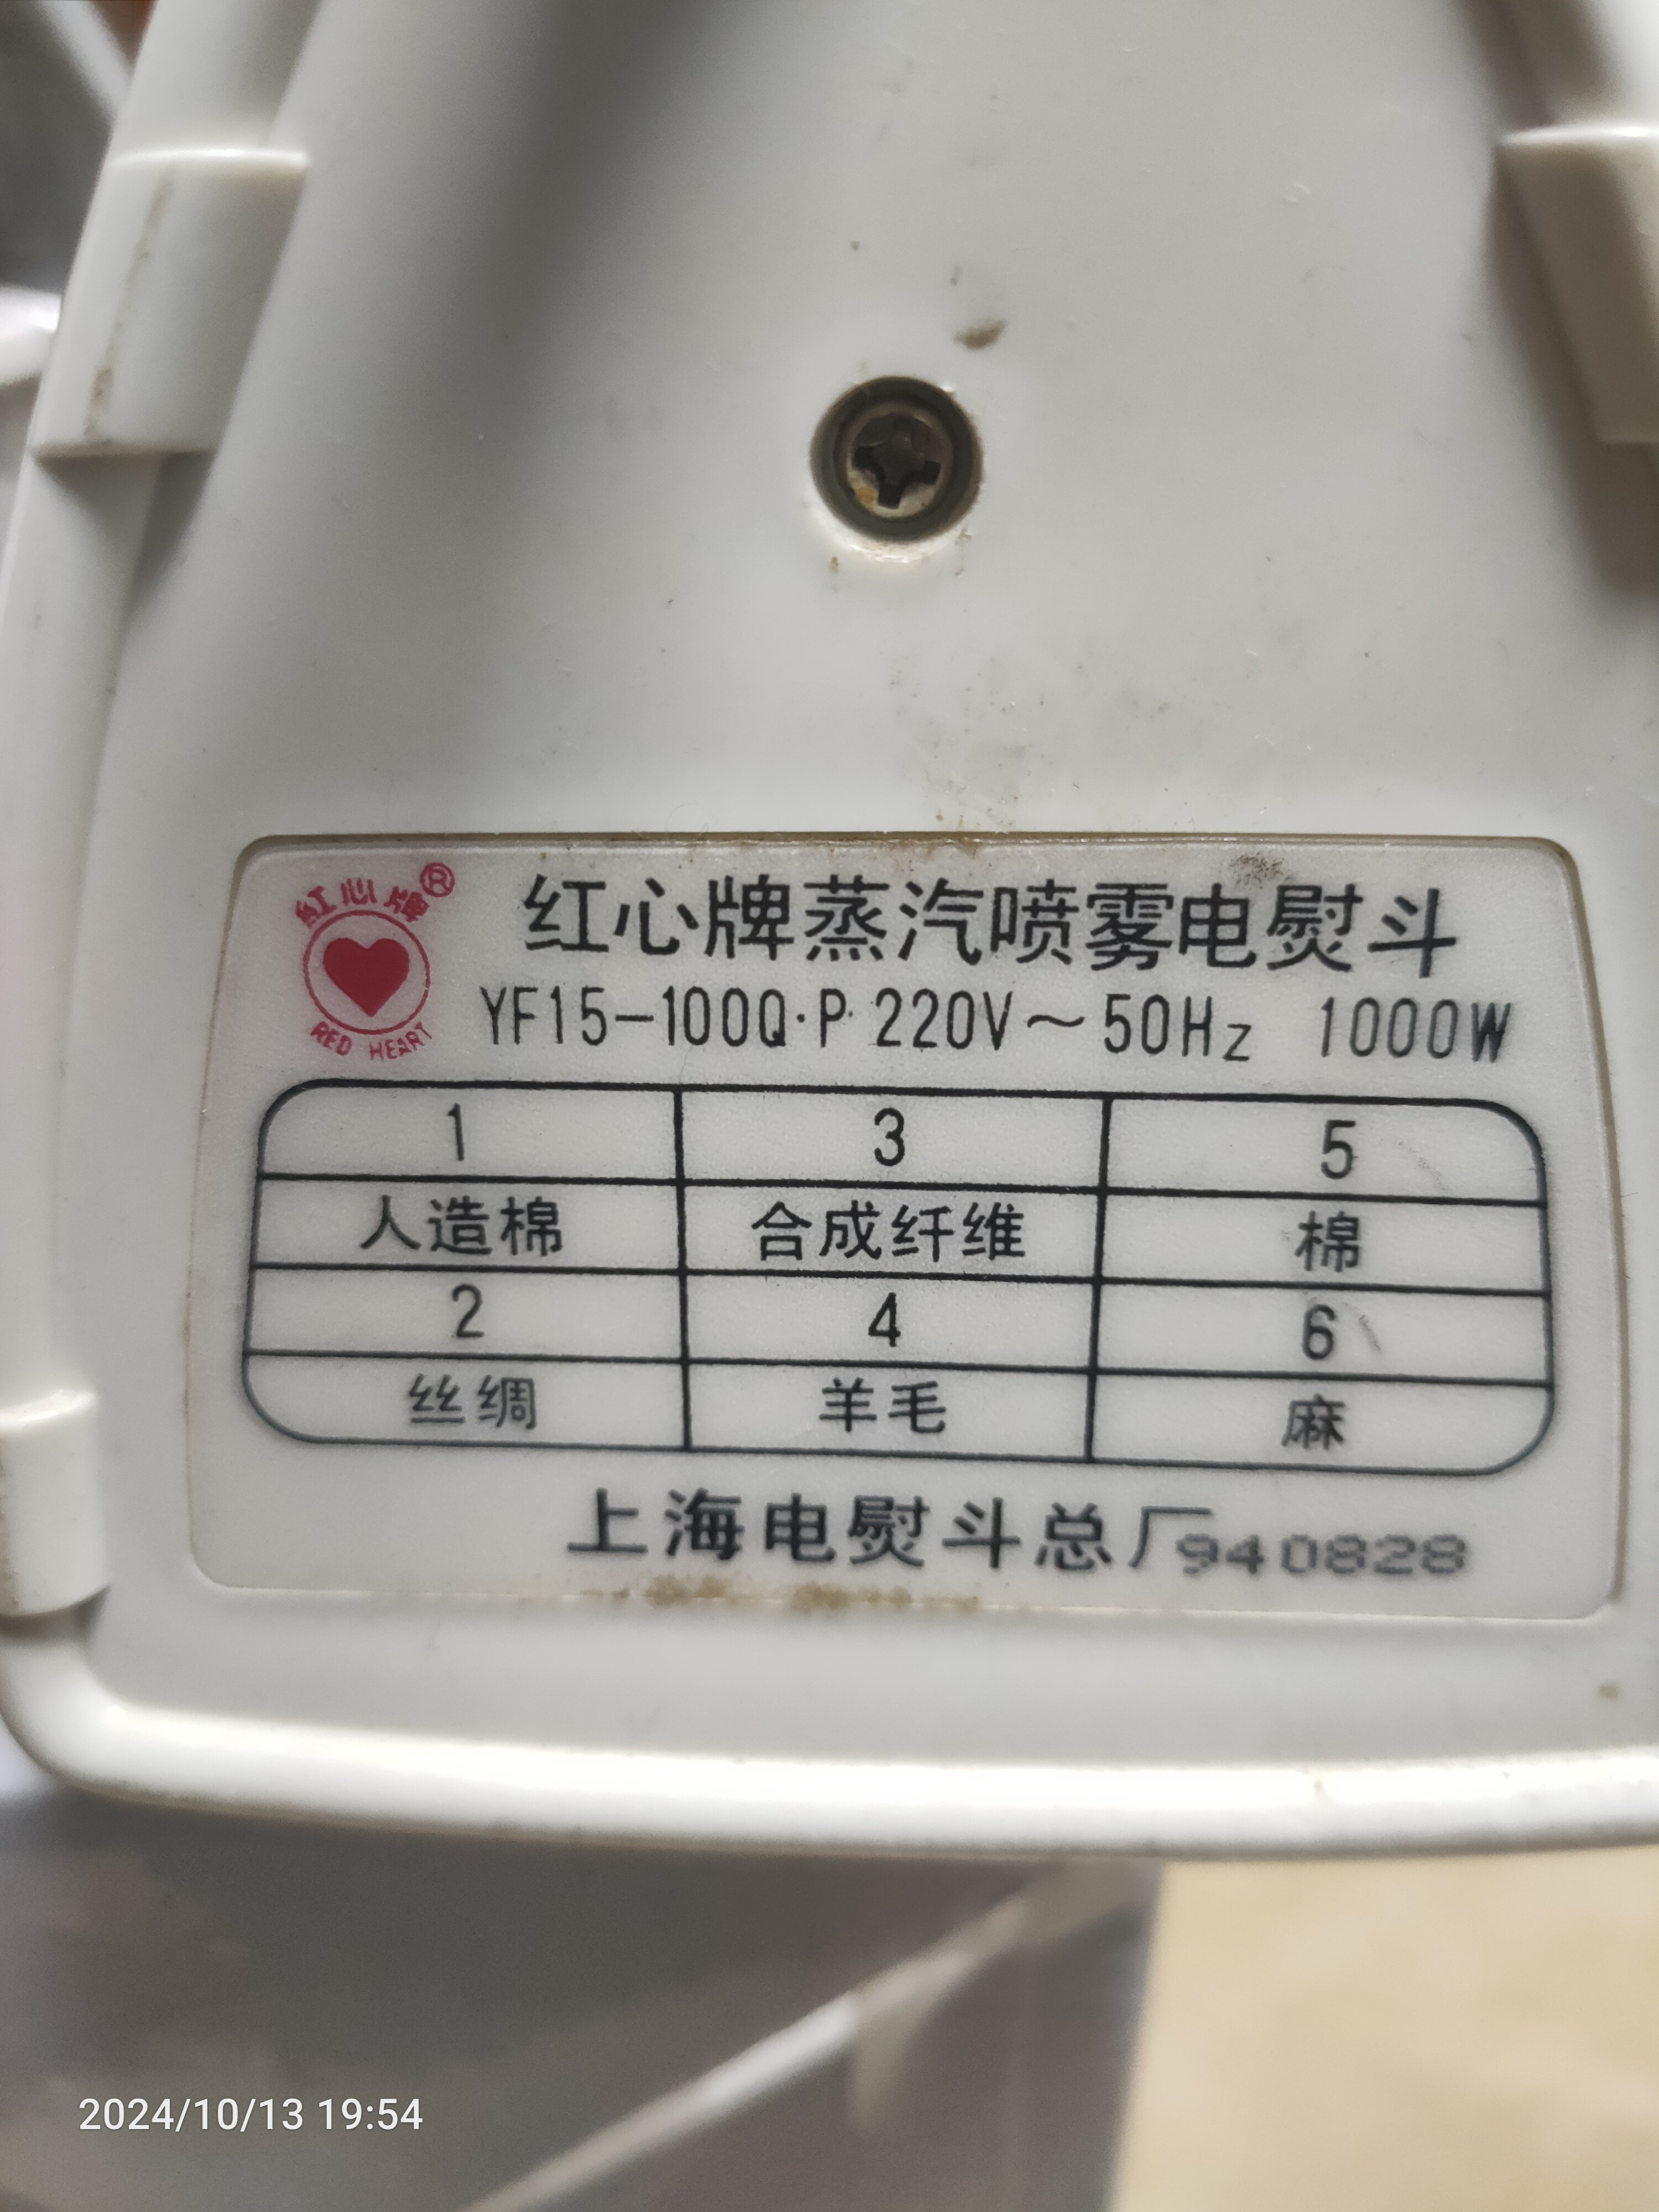 紅心牌®
RED HEART
红心牌蒸汽喷雾电熨斗
YF15-100Q·P 220V~50Hz 1000W
1 3 5
人造棉 合成纤维 棉
2 4 6
丝绸 羊毛 麻
上海电熨斗总厂 940828
2024/10/13 19:54